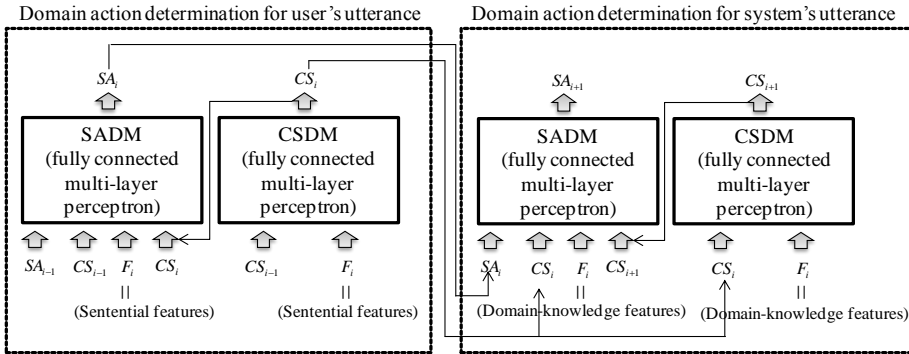 Domain action determination for user's utterance
SA_i
CS_i
SADM
(fully connected
multi-layer
perceptron)
CSDM
(fully connected
multi-layer
perceptron)
SA_{i-1}
CS_{i-1}
F_i
CS_i
CS_{i-1}
F_i
=
=
(Sentential features)
(Sentential features)
Domain action determination for system's utterance
SA_{i+1}
CS_{i+1}
SADM
(fully connected
multi-layer
perceptron)
CSDM
(fully connected
multi-layer
perceptron)
SA_i
CS_i
F_i
CS_{i+1}
CS_i
F_i
=
=
(Domain-knowledge features)
(Domain-knowledge features)